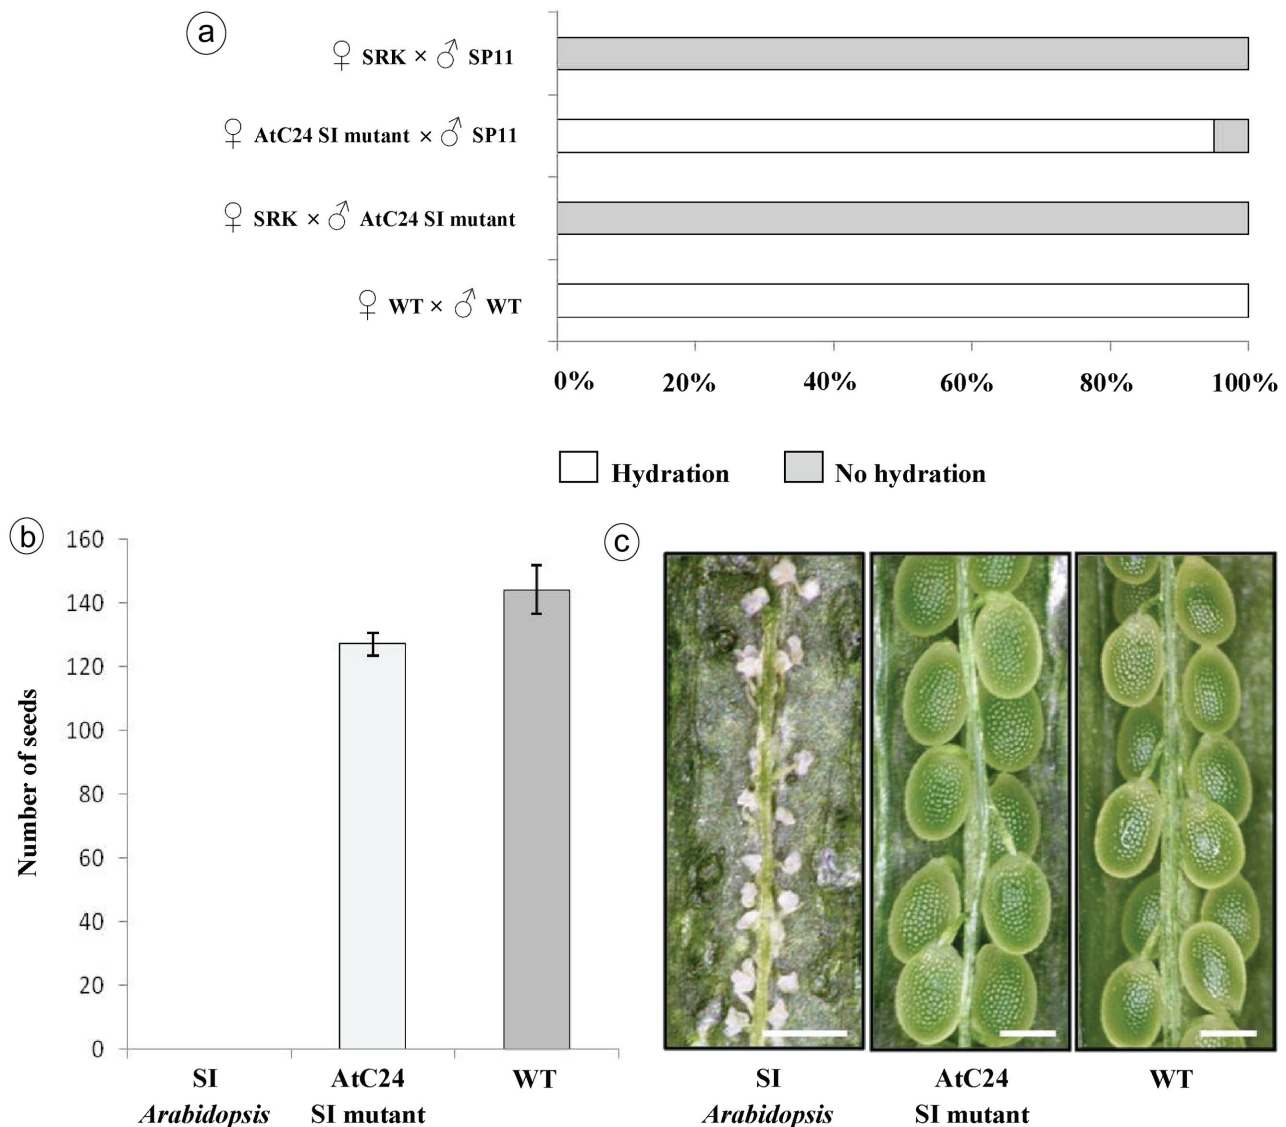 a
♀ SRK × ♂ SP11
♀ AtC24 SI mutant × ♂ SP11
♀ SRK × ♂ AtC24 SI mutant
♀ WT × ♂ WT
0% 20% 40% 60% 80% 100%
Hydration No hydration
b
160
140
120
100
80
60
40
20
0
Number of seeds
SI Arabidopsis
AtC24 SI mutant
WT
c
SI Arabidopsis
AtC24 SI mutant
WT